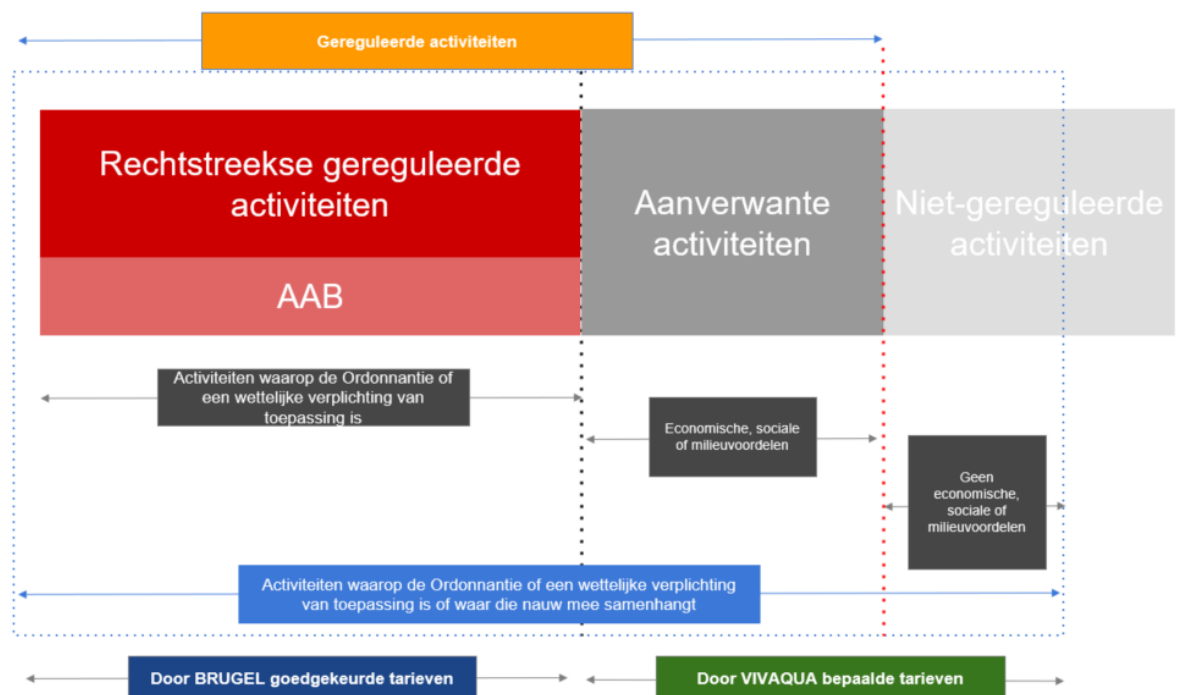 Gereguleerde activiteiten
Rechtstreekse gereguleerde
activiteiten
AAB
Aanverwante
activiteiten
Niet-gereguleerde
activiteiten
Activiteiten waarop de Ordonnantie of
een wettelijke verplichting van
toepassing is
Economische, sociale
of milieuvoordelen
Geen
economische,
sociale of
milieuvoordelen
Activiteiten waarop de Ordonnantie of een wettelijke verplichting
van toepassing is of waar die nauw mee samenhangt
Door BRUGEL goedgekeurde tarieven
Door VIVAQUA bepaalde tarieven